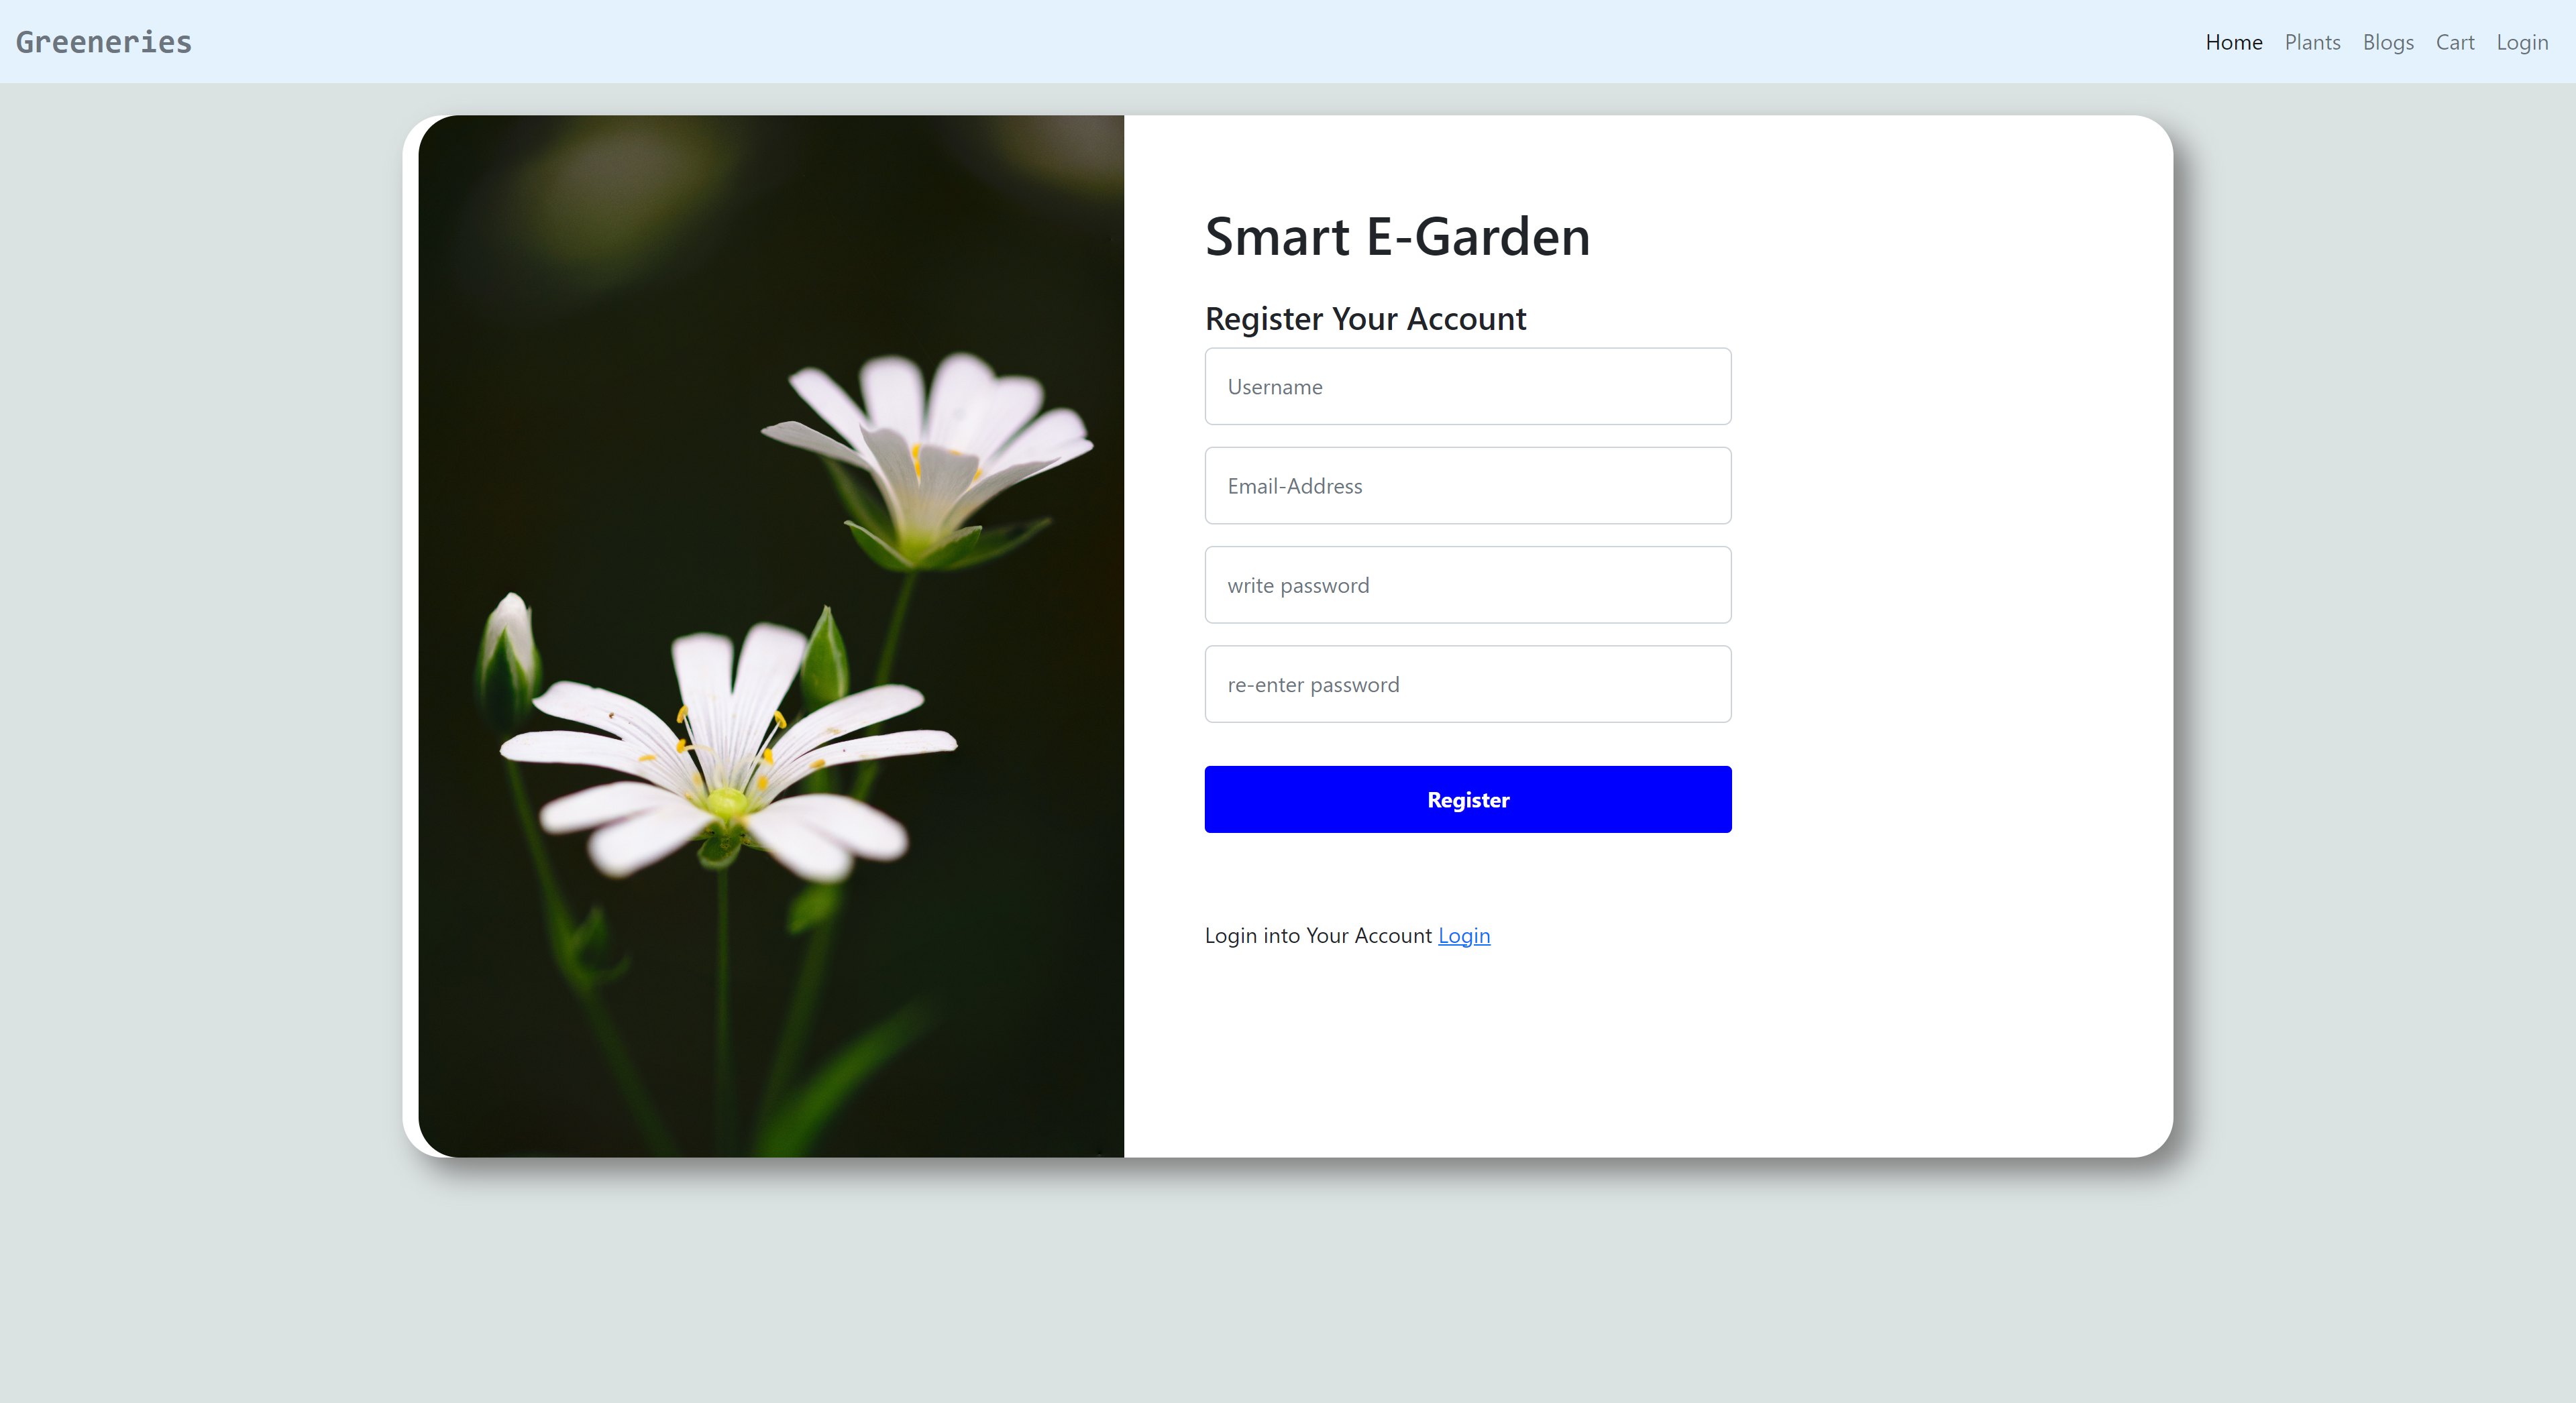 Greeneries
Home Plants Blogs Cart Login
Smart E-Garden
Register Your Account
Username
Email-Address
write password
re-enter password
Register
Login into Your Account Login